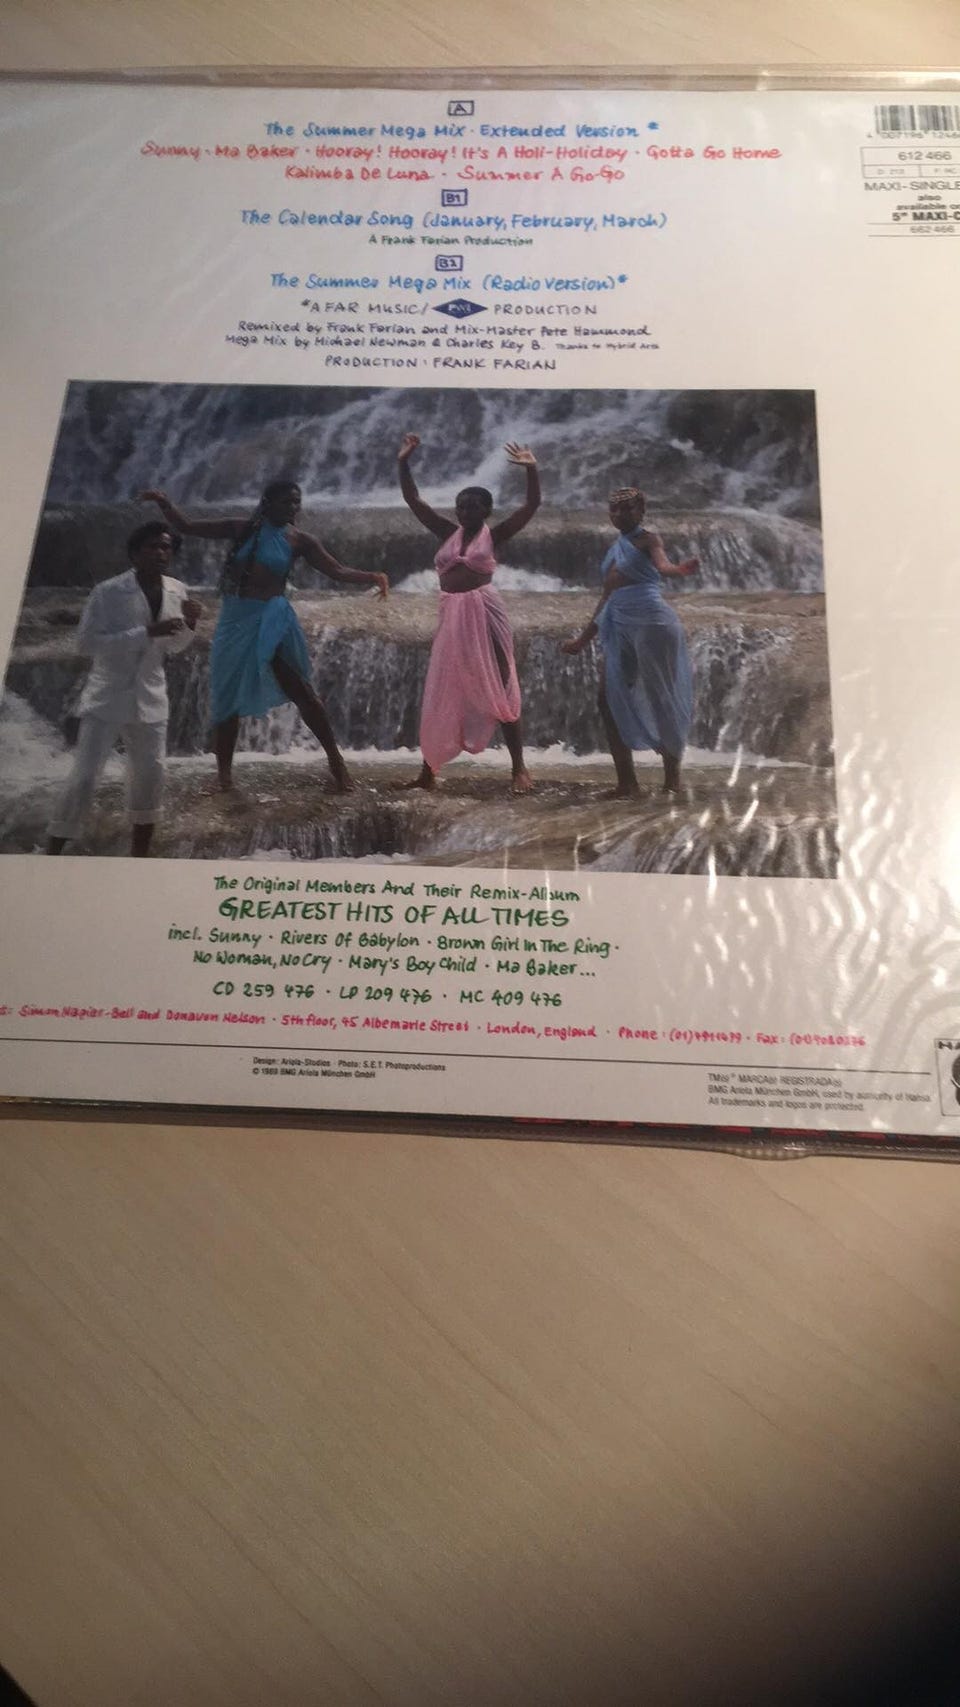 A
The Summer Mega Mix · Extended Version *
Sunny · Ma Baker · Hooray! Hooray! It's A Holi-Holiday · Gotta Go Home
Kalimba De Luna · Summer A Go-Go
B1
The Calendar Song (January, February, March)
A Frank Farian Production
B2
The Summer Mega Mix (Radio Version)*
*A FAR MUSIC/ PRODUCTION
Remixed by Frank Farian and Mix-Master Pete Hammond
Mega Mix by Michael Newman & Charles Key B. Thanks to Hybrid Arts
PRODUCTION: FRANK FARIAN
612 466
MAXI-SINGLE
also
available
5" MAXI-C
662 466
The Original Members And Their Remix-Album
GREATEST HITS OF ALL TIMES
incl. Sunny · Rivers Of Babylon · Brown Girl In The Ring ·
No Woman, No Cry · Mary's Boy Child · Ma Baker...
CD 259 476 · LP 209 476 · MC 409 476
Simon Napier-Bell and Donavon Nelson · 5th floor, 45 Albemarle Street · London, England · Phone: · Fax:
Design: Ariola-Studios · Photo: S.E.T. Photoproductions
© 1989 BMG Ariola München GmbH
TM(s) ® MARCA(s) REGISTRADA(s)
BMG Ariola München GmbH, used by authority of Hansa
All trademarks and logos are protected.